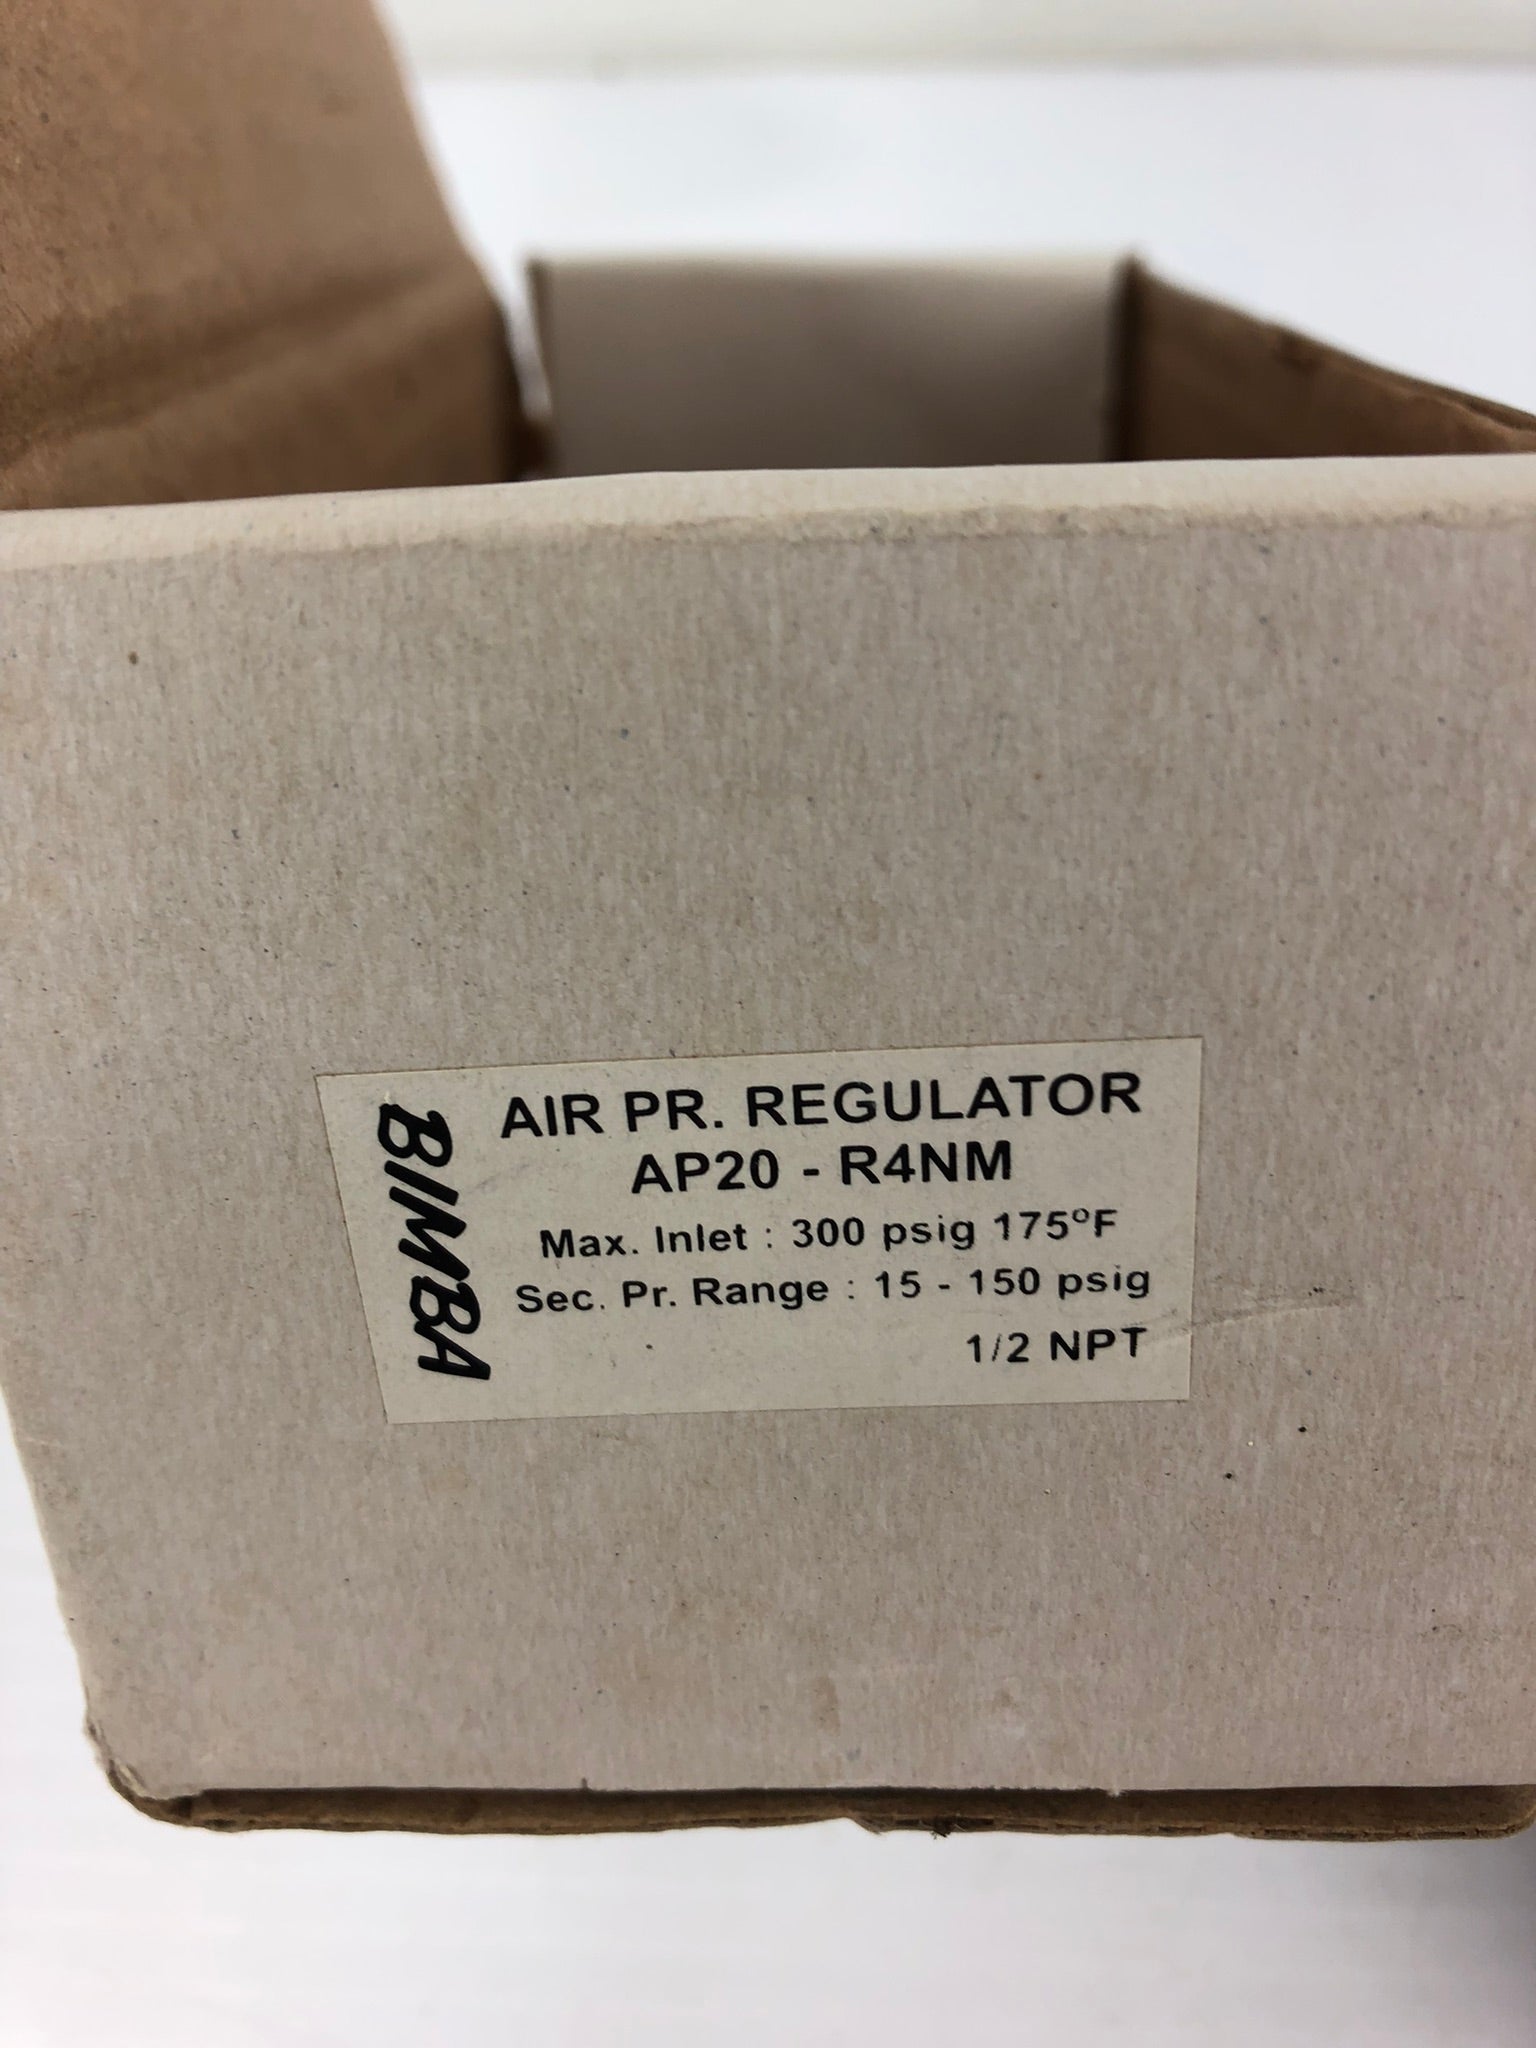 BIMBA
AIR PR. REGULATOR
AP20 - R4NM
Max. Inlet : 300 psig 175°F
Sec. Pr. Range : 15 - 150 psig
1/2 NPT